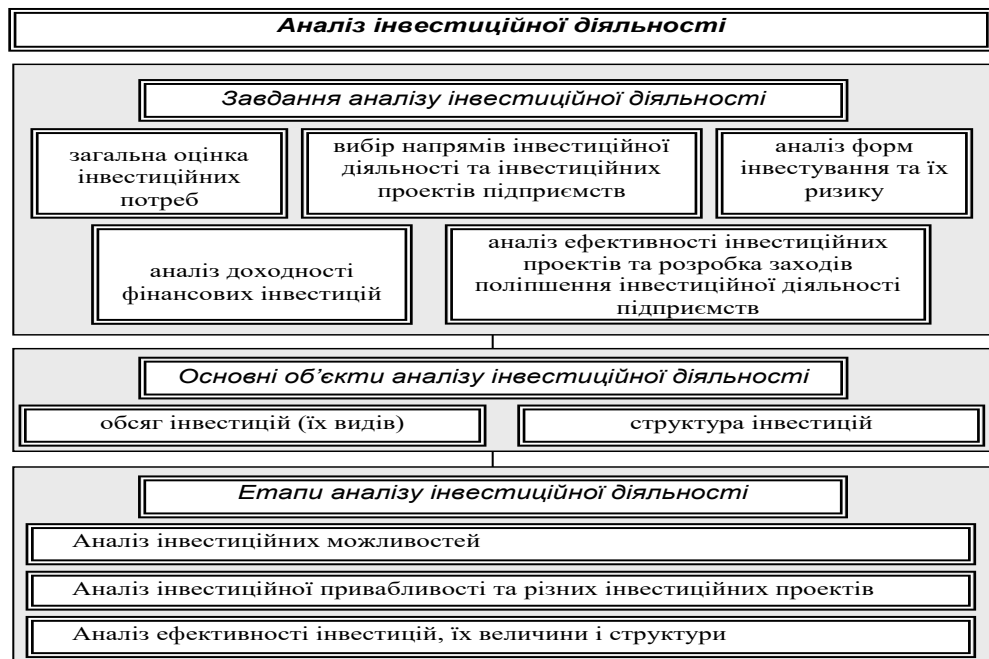 Аналіз інвестиційної діяльності
Завдання аналізу інвестиційної діяльності
загальна оцінка
інвестиційних
потреб
вибір напрямів інвестиційної
діяльності та інвестиційних
проектів підприємств
аналіз форм
інвестування та їх
ризику
аналіз доходності
фінансових інвестицій
аналіз ефективності інвестиційних
проектів та розробка заходів
поліпшення інвестиційної діяльності
підприємств
Основні об’єкти аналізу інвестиційної діяльності
обсяг інвестицій (їх видів)
структура інвестицій
Етапи аналізу інвестиційної діяльності
Аналіз інвестиційних можливостей
Аналіз інвестиційної привабливості та різних інвестиційних проектів
Аналіз ефективності інвестицій, їх величини і структури